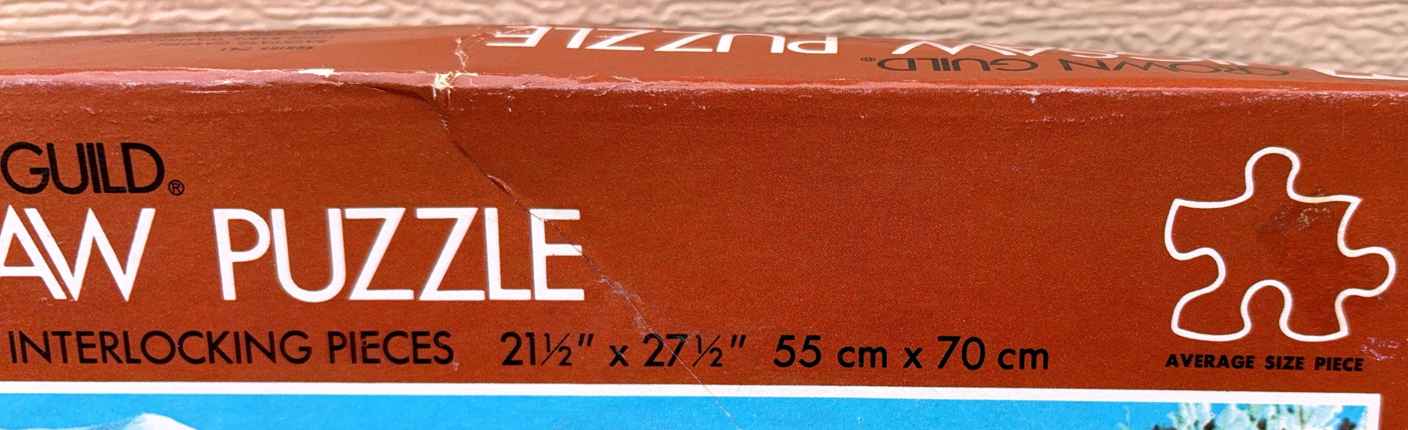 PUZZLE
CROWN GUILD®
GUILD®
AW PUZZLE
INTERLOCKING PIECES 21½" x 27½" 55 cm x 70 cm
AVERAGE SIZE PIECE